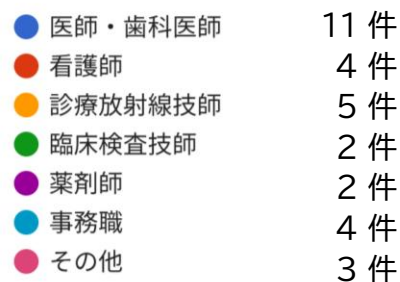 医師・歯科医師 11 件
看護師 4 件
診療放射線技師 5 件
臨床検査技師 2 件
薬剤師 2 件
事務職 4 件
その他 3 件